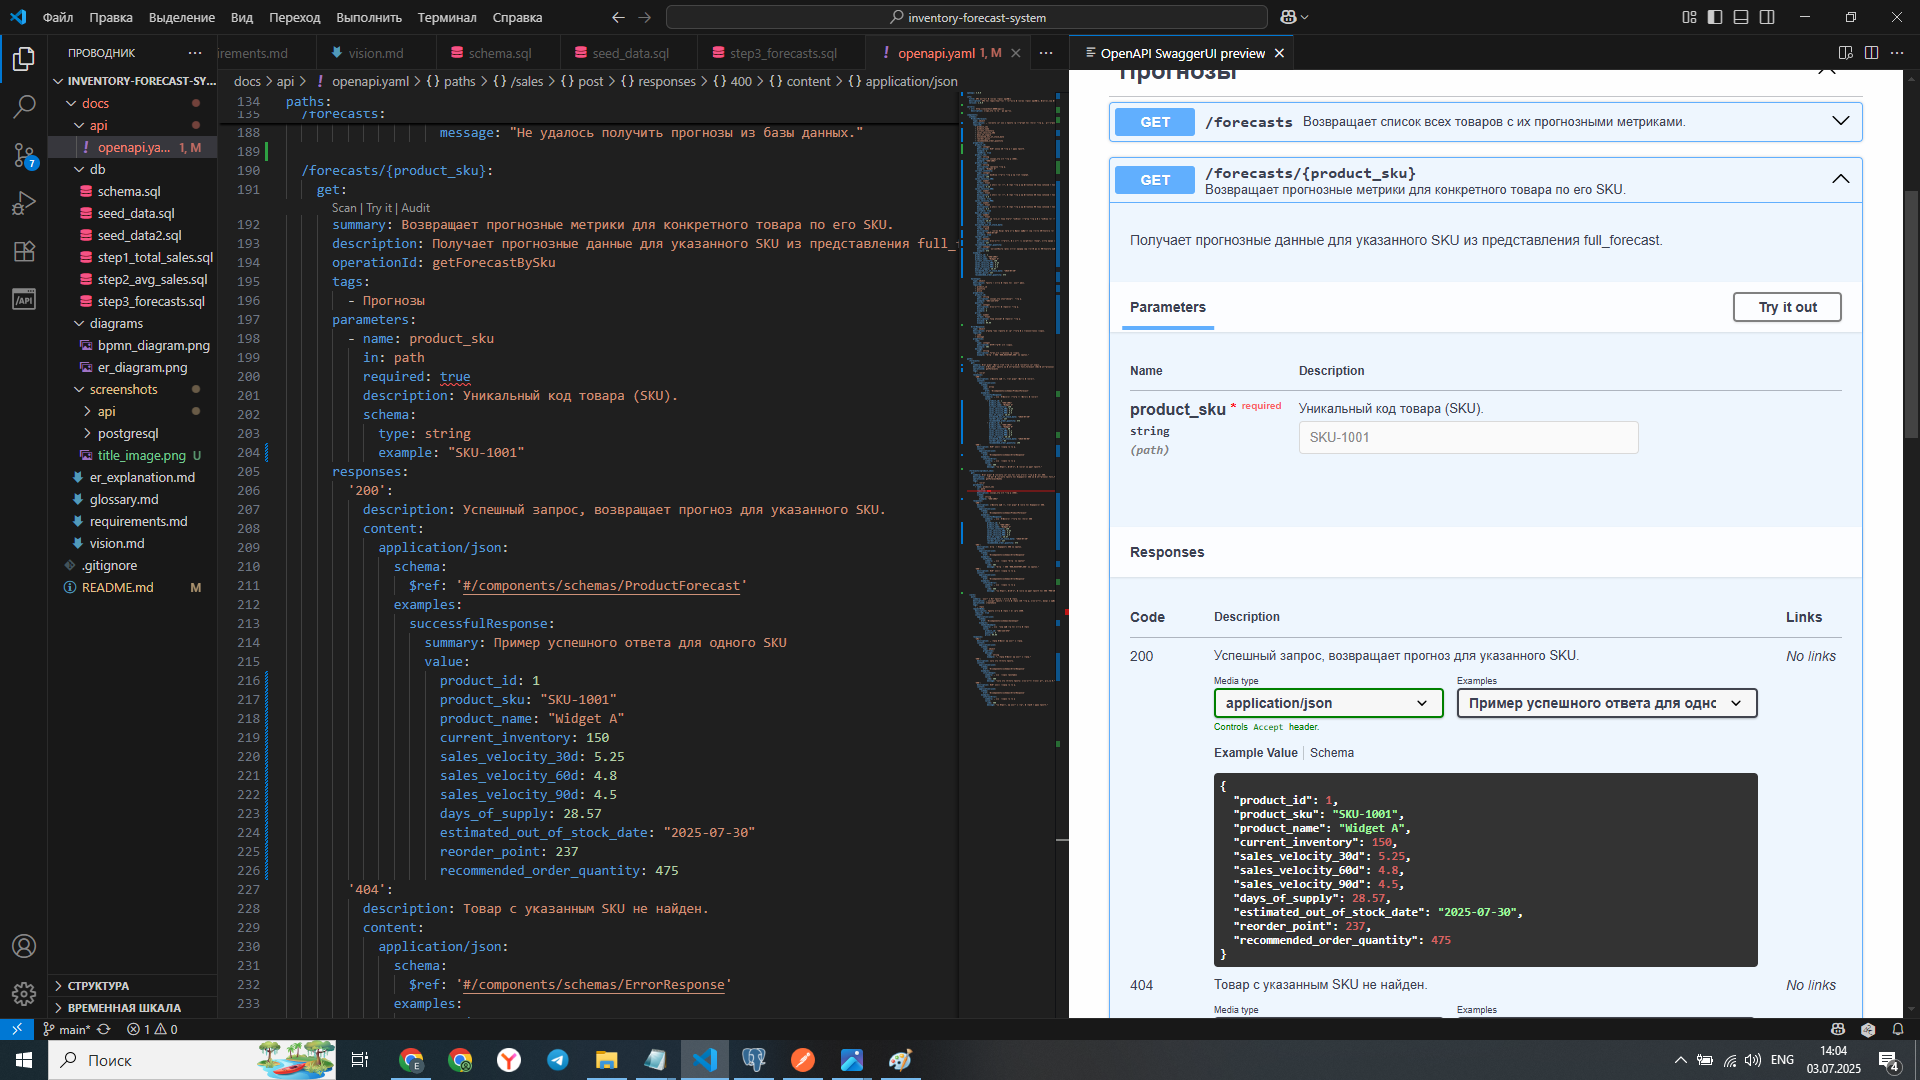 Файл Правка Выделение Вид Переход Выполнить Терминал Справка
inventory-forecast-system
ПРОВОДНИК
irements.md vision.md schema.sql seed_data.sql step3_forecasts.sql openapi.yaml 1, M
OpenAPI SwaggerUI preview
INVENTORY-FORECAST-SY...
docs
api
openapi.ya... 1, M
db
schema.sql
seed_data.sql
seed_data2.sql
step1_total_sales.sql
step2_avg_sales.sql
step3_forecasts.sql
diagrams
bpmn_diagram.png
er_diagram.png
screenshots
api
postgresql
title_image.png U
er_explanation.md
glossary.md
requirements.md
vision.md
.gitignore
README.md M
СТРУКТУРА
ВРЕМЕННАЯ ШКАЛА
docs > api > ! openapi.yaml > {} paths > {} /sales > {} post > {} responses > {} 400 > {} content > {} application/json
134 paths:
135 /forecasts:
188 message: "Не удалось получить прогнозы из базы данных."
189
190 /forecasts/{product_sku}:
191 get:
Scan | Try it | Audit
192 summary: Возвращает прогнозные метрики для конкретного товара по его SKU.
193 description: Получает прогнозные данные для указанного SKU из представления full_
194 operationId: getForecastBySku
195 tags:
196 - Прогнозы
197 parameters:
198 - name: product_sku
199 in: path
200 required: true
201 description: Уникальный код товара (SKU).
202 schema:
203 type: string
204 example: "SKU-1001"
205 responses:
206 '200':
207 description: Успешный запрос, возвращает прогноз для указанного SKU.
208 content:
209 application/json:
210 schema:
211 $ref: '#/components/schemas/ProductForecast'
212 examples:
213 successfulResponse:
214 summary: Пример успешного ответа для одного SKU
215 value:
216 product_id: 1
217 product_sku: "SKU-1001"
218 product_name: "Widget A"
219 current_inventory: 150
220 sales_velocity_30d: 5.25
221 sales_velocity_60d: 4.8
222 sales_velocity_90d: 4.5
223 days_of_supply: 28.57
224 estimated_out_of_stock_date: "2025-07-30"
225 reorder_point: 237
226 recommended_order_quantity: 475
227 '404':
228 description: Товар с указанным SKU не найден.
229 content:
230 application/json:
231 schema:
232 $ref: '#/components/schemas/ErrorResponse'
233 examples:
Прогнозы
GET /forecasts Возвращает список всех товаров с их прогнозными метриками.
GET /forecasts/{product_sku}
Возвращает прогнозные метрики для конкретного товара по его SKU.
Получает прогнозные данные для указанного SKU из представления full_forecast.
Parameters Try it out
Name Description
product_sku * required Уникальный код товара (SKU).
string
SKU-1001
(path)
Responses
Code Description Links
200 Успешный запрос, возвращает прогноз для указанного SKU. No links
Media type Examples
application/json Пример успешного ответа для одно
Controls Accept header.
Example Value Schema
{
"product_id": 1,
"product_sku": "SKU-1001",
"product_name": "Widget A",
"current_inventory": 150,
"sales_velocity_30d": 5.25,
"sales_velocity_60d": 4.8,
"sales_velocity_90d": 4.5,
"days_of_supply": 28.57,
"estimated_out_of_stock_date": "2025-07-30",
"reorder_point": 237,
"recommended_order_quantity": 475
}
404 Товар с указанным SKU не найден. No links
Media type Examples
main* 1 0
7
Поиск
ENG
14:04
03.07.2025
4